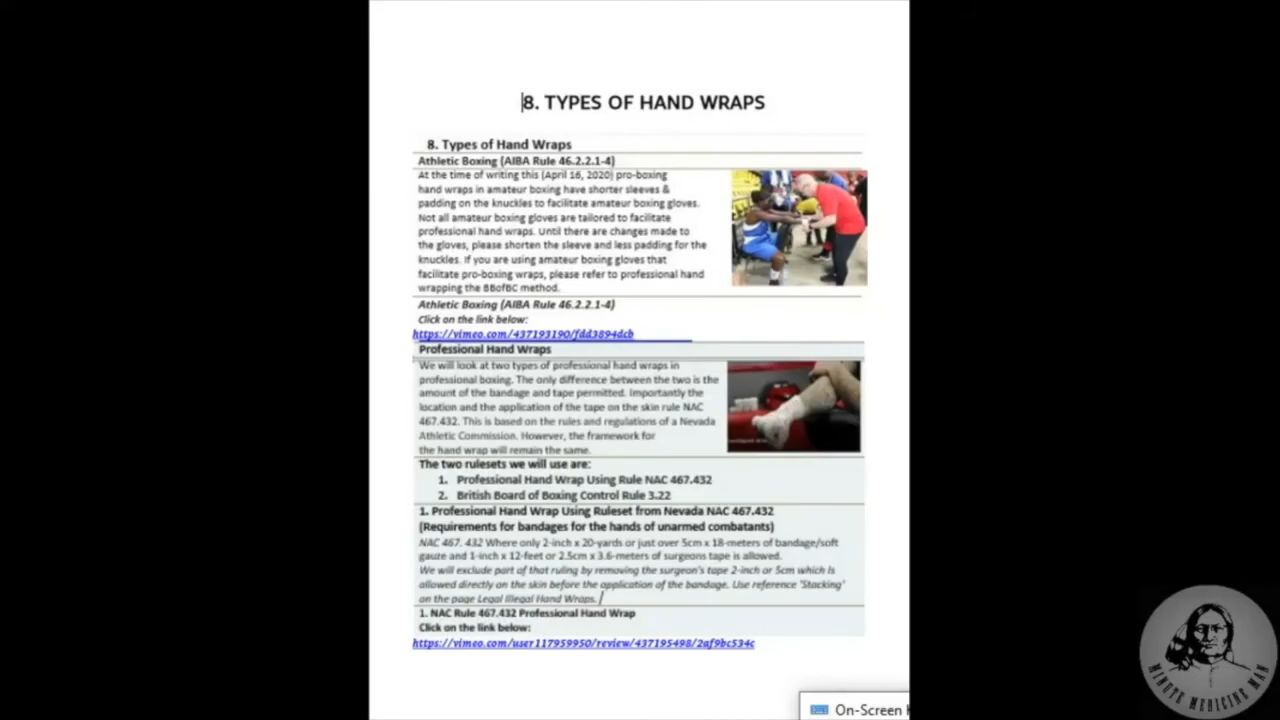 8. TYPES OF HAND WRAPS
8. Types of Hand Wraps
Athletic Boxing (AIBA Rule 46.2.2.1-4)
At the time of writing this (April 16, 2020) pro-boxing
hand wraps in amateur boxing have shorter sleeves &
padding on the knuckles to facilitate amateur boxing gloves.
Not all amateur boxing gloves are tailored to facilitate
professional hand wraps. Until there are changes made to
the gloves, please shorten the sleeve and less padding for the
knuckles. If you are using amateur boxing gloves that
facilitate pro-boxing wraps, please refer to professional hand
wrapping the BBofBC method.
Athletic Boxing (AIBA Rule 46.2.2.1-4)
Click on the link below:
https://vimeo.com/437193190/fdd3894dcb
Professional Hand Wraps
We will look at two types of professional hand wraps in
professional boxing. The only difference between the two is the
amount of the bandage and tape permitted. Importantly the
location and the application of the tape on the skin rule NAC
467.432. This is based on the rules and regulations of a Nevada
Athletic Commission. However, the framework for
the hand wrap will remain the same.
The two rulesets we will use are:
1. Professional Hand Wrap Using Rule NAC 467.432
2. British Board of Boxing Control Rule 3.22
1. Professional Hand Wrap Using Ruleset from Nevada NAC 467.432
(Requirements for bandages for the hands of unarmed combatants)
NAC 467. 432 Where only 2-inch x 20-yards or just over 5cm x 18-meters of bandage/soft
gauze and 1-inch x 12-feet or 2.5cm x 3.6-meters of surgeons tape is allowed.
We will exclude part of that ruling by removing the surgeon's tape 2-inch or 5cm which is
allowed directly on the skin before the application of the bandage. Use reference 'Stacking'
on the page Legal Illegal Hand Wraps. /
1. NAC Rule 467.432 Professional Hand Wrap
Click on the link below:
https://vimeo.com/user117959950/review/437195498/2af9bc534c
On-Screen
MINUTE MEDICINE MAN